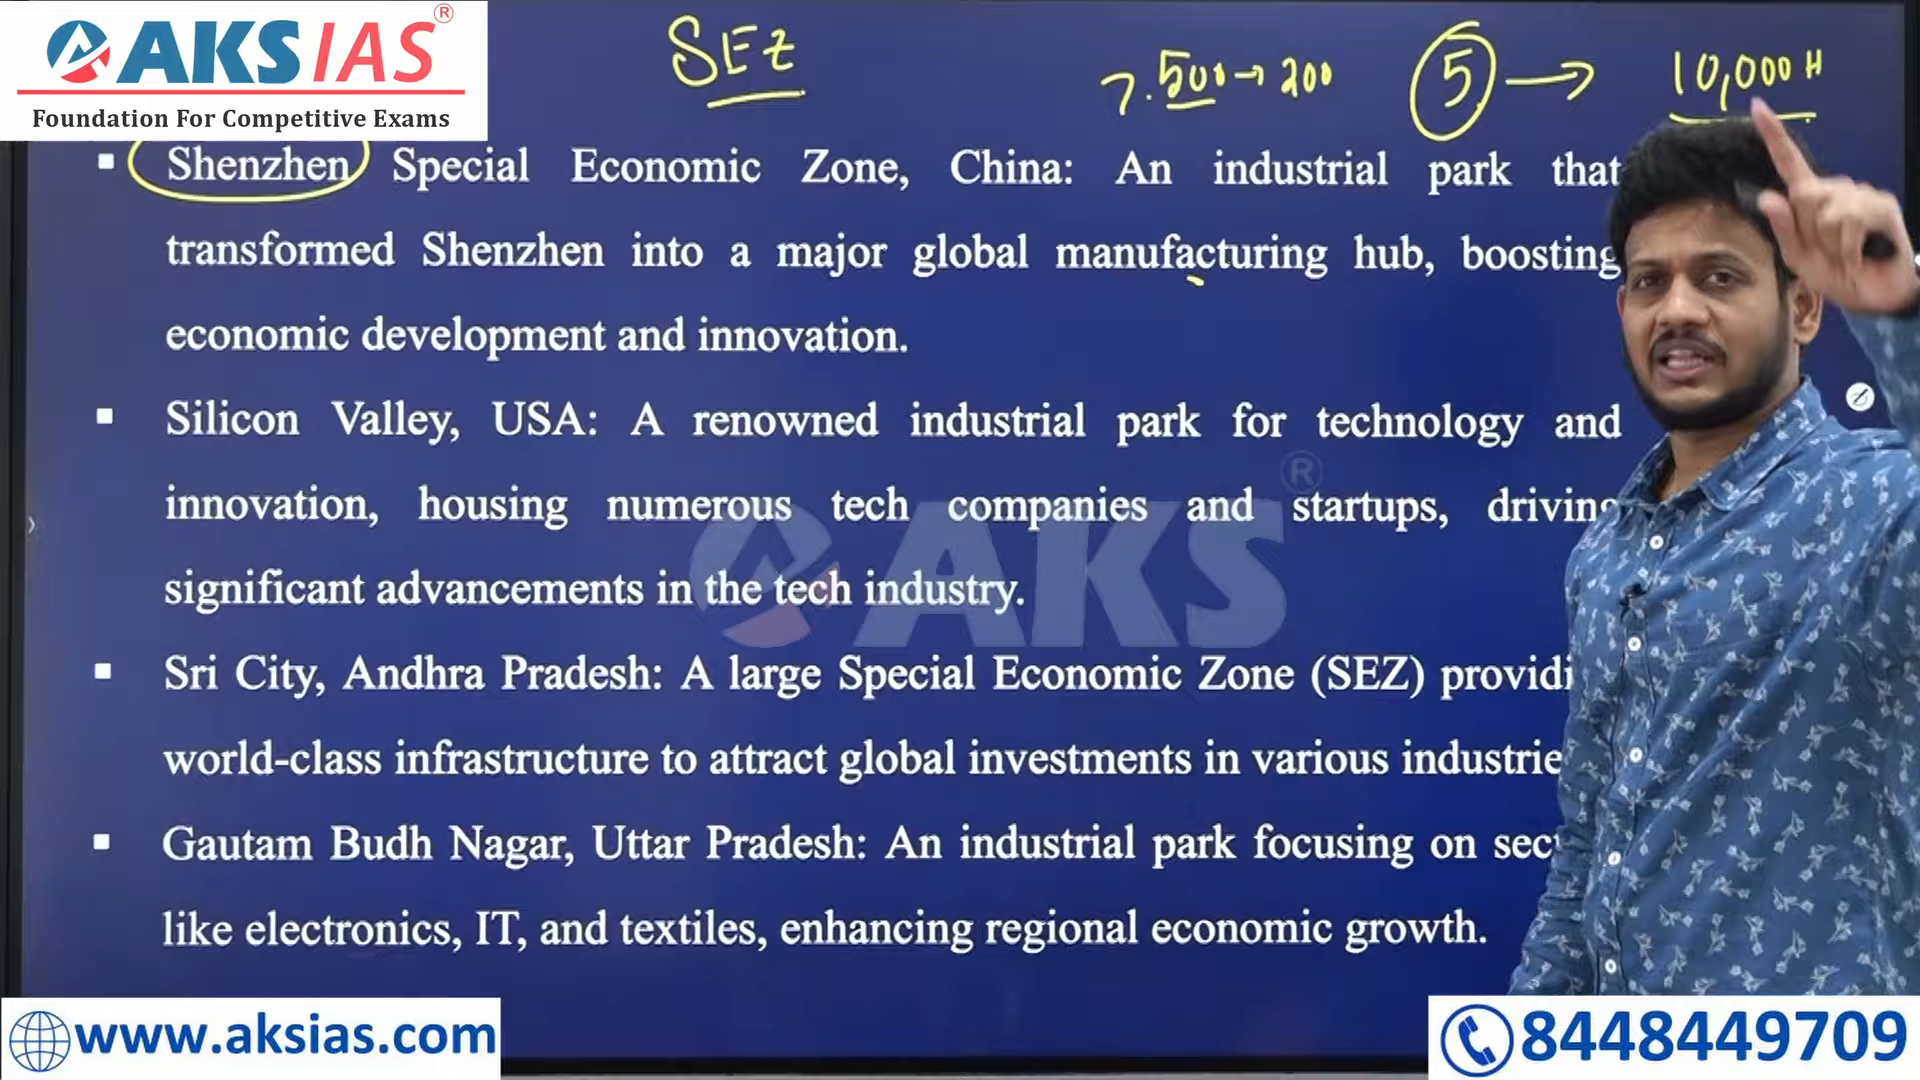 AKS IAS®
Foundation For Competitive Exams
SEZ
7.500→200
5 → 10,000 H
▪ Shenzhen Special Economic Zone, China: An industrial park that
transformed Shenzhen into a major global manufacturing hub, boosting
economic development and innovation.
▪ Silicon Valley, USA: A renowned industrial park for technology and
innovation, housing numerous tech companies and startups, driving
significant advancements in the tech industry.
AKS®
▪ Sri City, Andhra Pradesh: A large Special Economic Zone (SEZ) providi
world-class infrastructure to attract global investments in various industrie
▪ Gautam Budh Nagar, Uttar Pradesh: An industrial park focusing on sec
like electronics, IT, and textiles, enhancing regional economic growth.
www.aksias.com
8448449709